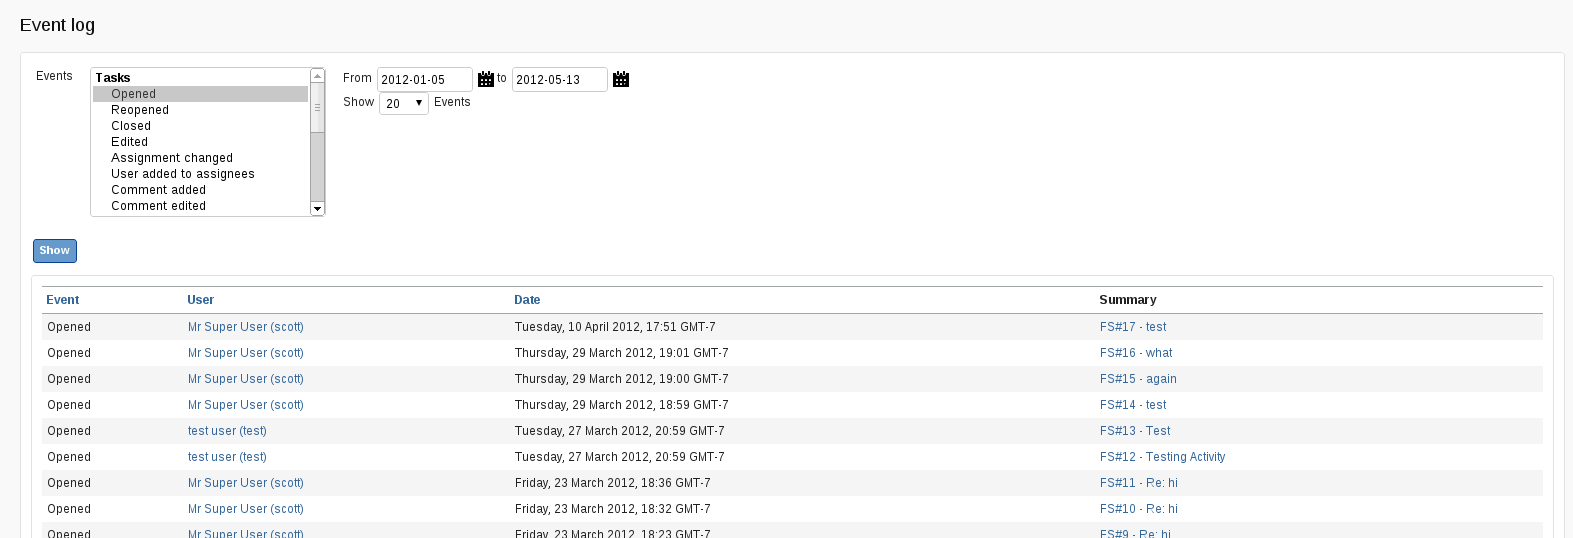 Event log
Events
Tasks
Opened
Reopened
Closed
Edited
Assignment changed
User added to assignees
Comment added
Comment edited
From 2012-01-05 to 2012-05-13
Show 20 Events
Show
Event User Date Summary
Opened Mr Super User (scott) Tuesday, 10 April 2012, 17:51 GMT-7 FS#17 - test
Opened Mr Super User (scott) Thursday, 29 March 2012, 19:01 GMT-7 FS#16 - what
Opened Mr Super User (scott) Thursday, 29 March 2012, 19:00 GMT-7 FS#15 - again
Opened Mr Super User (scott) Thursday, 29 March 2012, 18:59 GMT-7 FS#14 - test
Opened test user (test) Tuesday, 27 March 2012, 20:59 GMT-7 FS#13 - Test
Opened test user (test) Tuesday, 27 March 2012, 20:59 GMT-7 FS#12 - Testing Activity
Opened Mr Super User (scott) Friday, 23 March 2012, 18:36 GMT-7 FS#11 - Re: hi
Opened Mr Super User (scott) Friday, 23 March 2012, 18:32 GMT-7 FS#10 - Re: hi
Opened Mr Super User (scott) Friday, 23 March 2012, 18:23 GMT-7 FS#9 - Re: hi